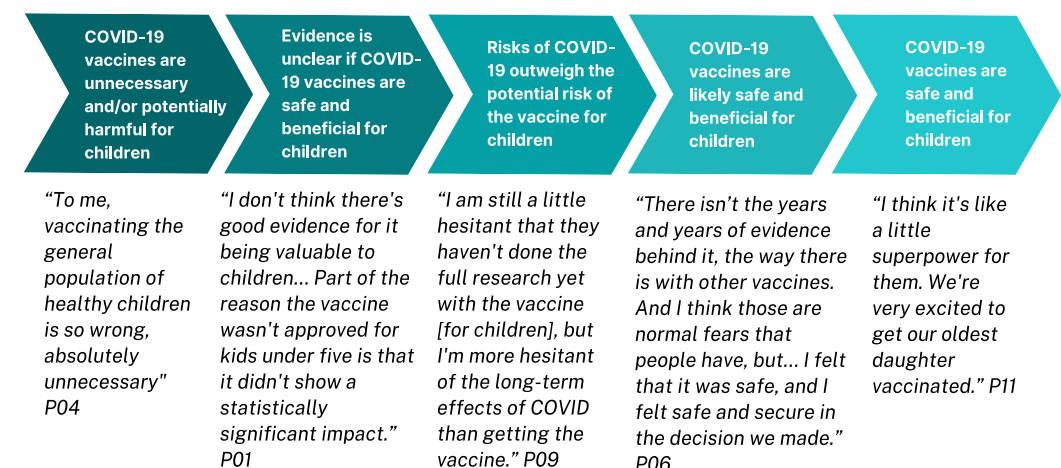 COVID-19
vaccines are
unnecessary
and/or potentially
harmful for
children
Evidence is
unclear if COVID-
19 vaccines are
safe and
beneficial for
children
Risks of COVID-
19 outweigh the
potential risk of
the vaccine for
children
COVID-19
vaccines are
likely safe and
beneficial for
children
COVID-19
vaccines are
safe and
beneficial for
children
“To me,
vaccinating the
general
population of
healthy children
is so wrong,
absolutely
unnecessary"
P04
“I don't think there's
good evidence for it
being valuable to
children... Part of the
reason the vaccine
wasn't approved for
kids under five is that
it didn't show a
statistically
significant impact.”
P01
“I am still a little
hesitant that they
haven't done the
full research yet
with the vaccine
[for children], but
I'm more hesitant
of the long-term
effects of COVID
than getting the
vaccine.” P09
“There isn’t the years
and years of evidence
behind it, the way there
is with other vaccines.
And I think those are
normal fears that
people have, but... I felt
that it was safe, and I
felt safe and secure in
the decision we made.”
P06
“I think it's like
a little
superpower for
them. We're
very excited to
get our oldest
daughter
vaccinated.” P11